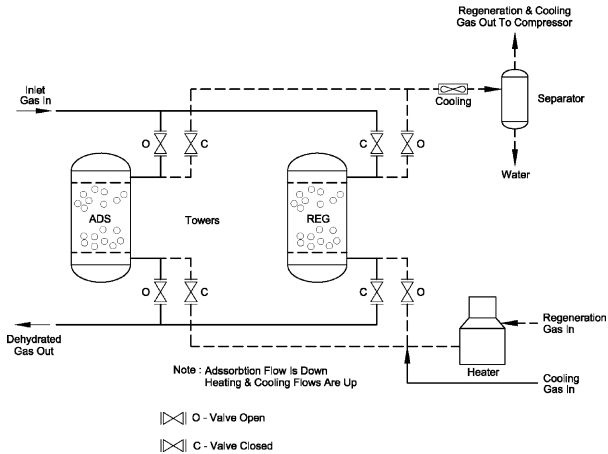 Regeneration & Cooling
Gas Out To Compressor
Inlet
Gas In
Cooling
Separator
O
C
C
O
Water
ADS
Towers
REG
O
C
C
O
Regeneration
Gas In
Dehydrated
Gas Out
Heater
Note : Adssorbtion Flow Is Down
Heating & Cooling Flows Are Up
Cooling
Gas In
O - Valve Open
C - Valve Closed